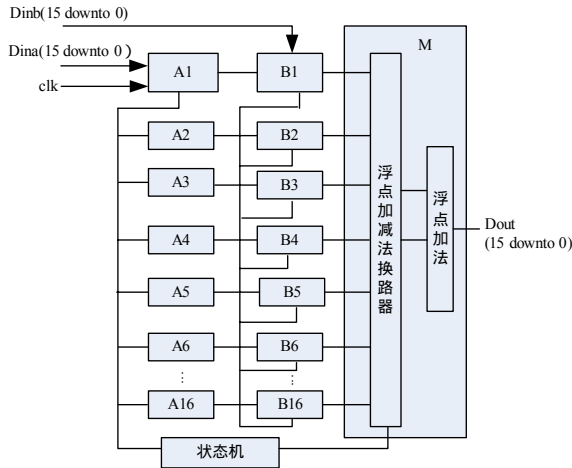 Dinb(15 downto 0)
Dina(15 downto 0）
clk
M
A1
B1
A2
B2
A3
B3
A4
B4
A5
B5
A6
B6
⋮
⋮
A16
B16
浮点加减法换路器
浮点加法
Dout
(15 downto 0)
状态机